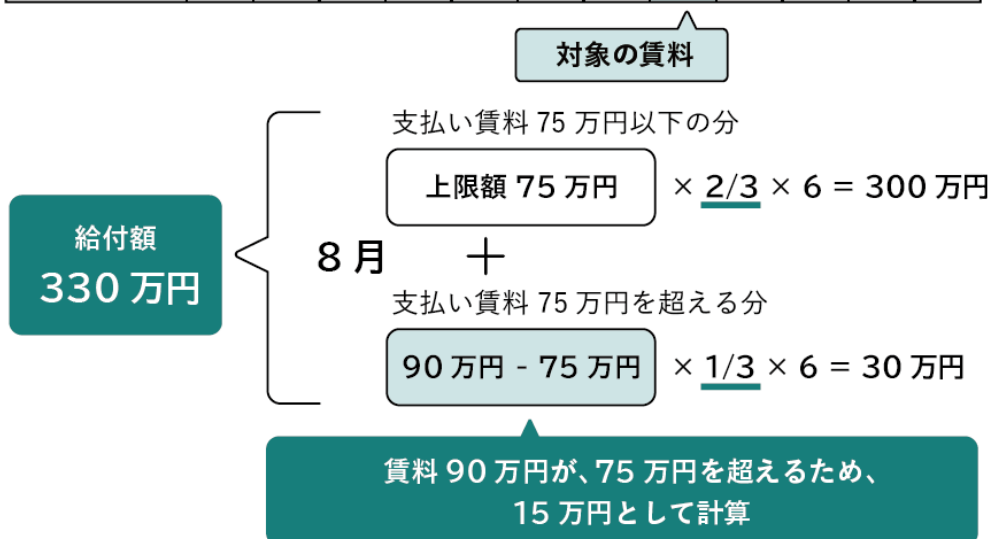 対象の賃料
支払い賃料 75 万円以下の分
上限額 75 万円 × 2/3 × 6 = 300 万円
給付額
330 万円
8 月 +
支払い賃料 75 万円を超える分
90 万円 - 75 万円 × 1/3 × 6 = 30 万円
賃料 90 万円が、75 万円を超えるため、
15 万円として計算